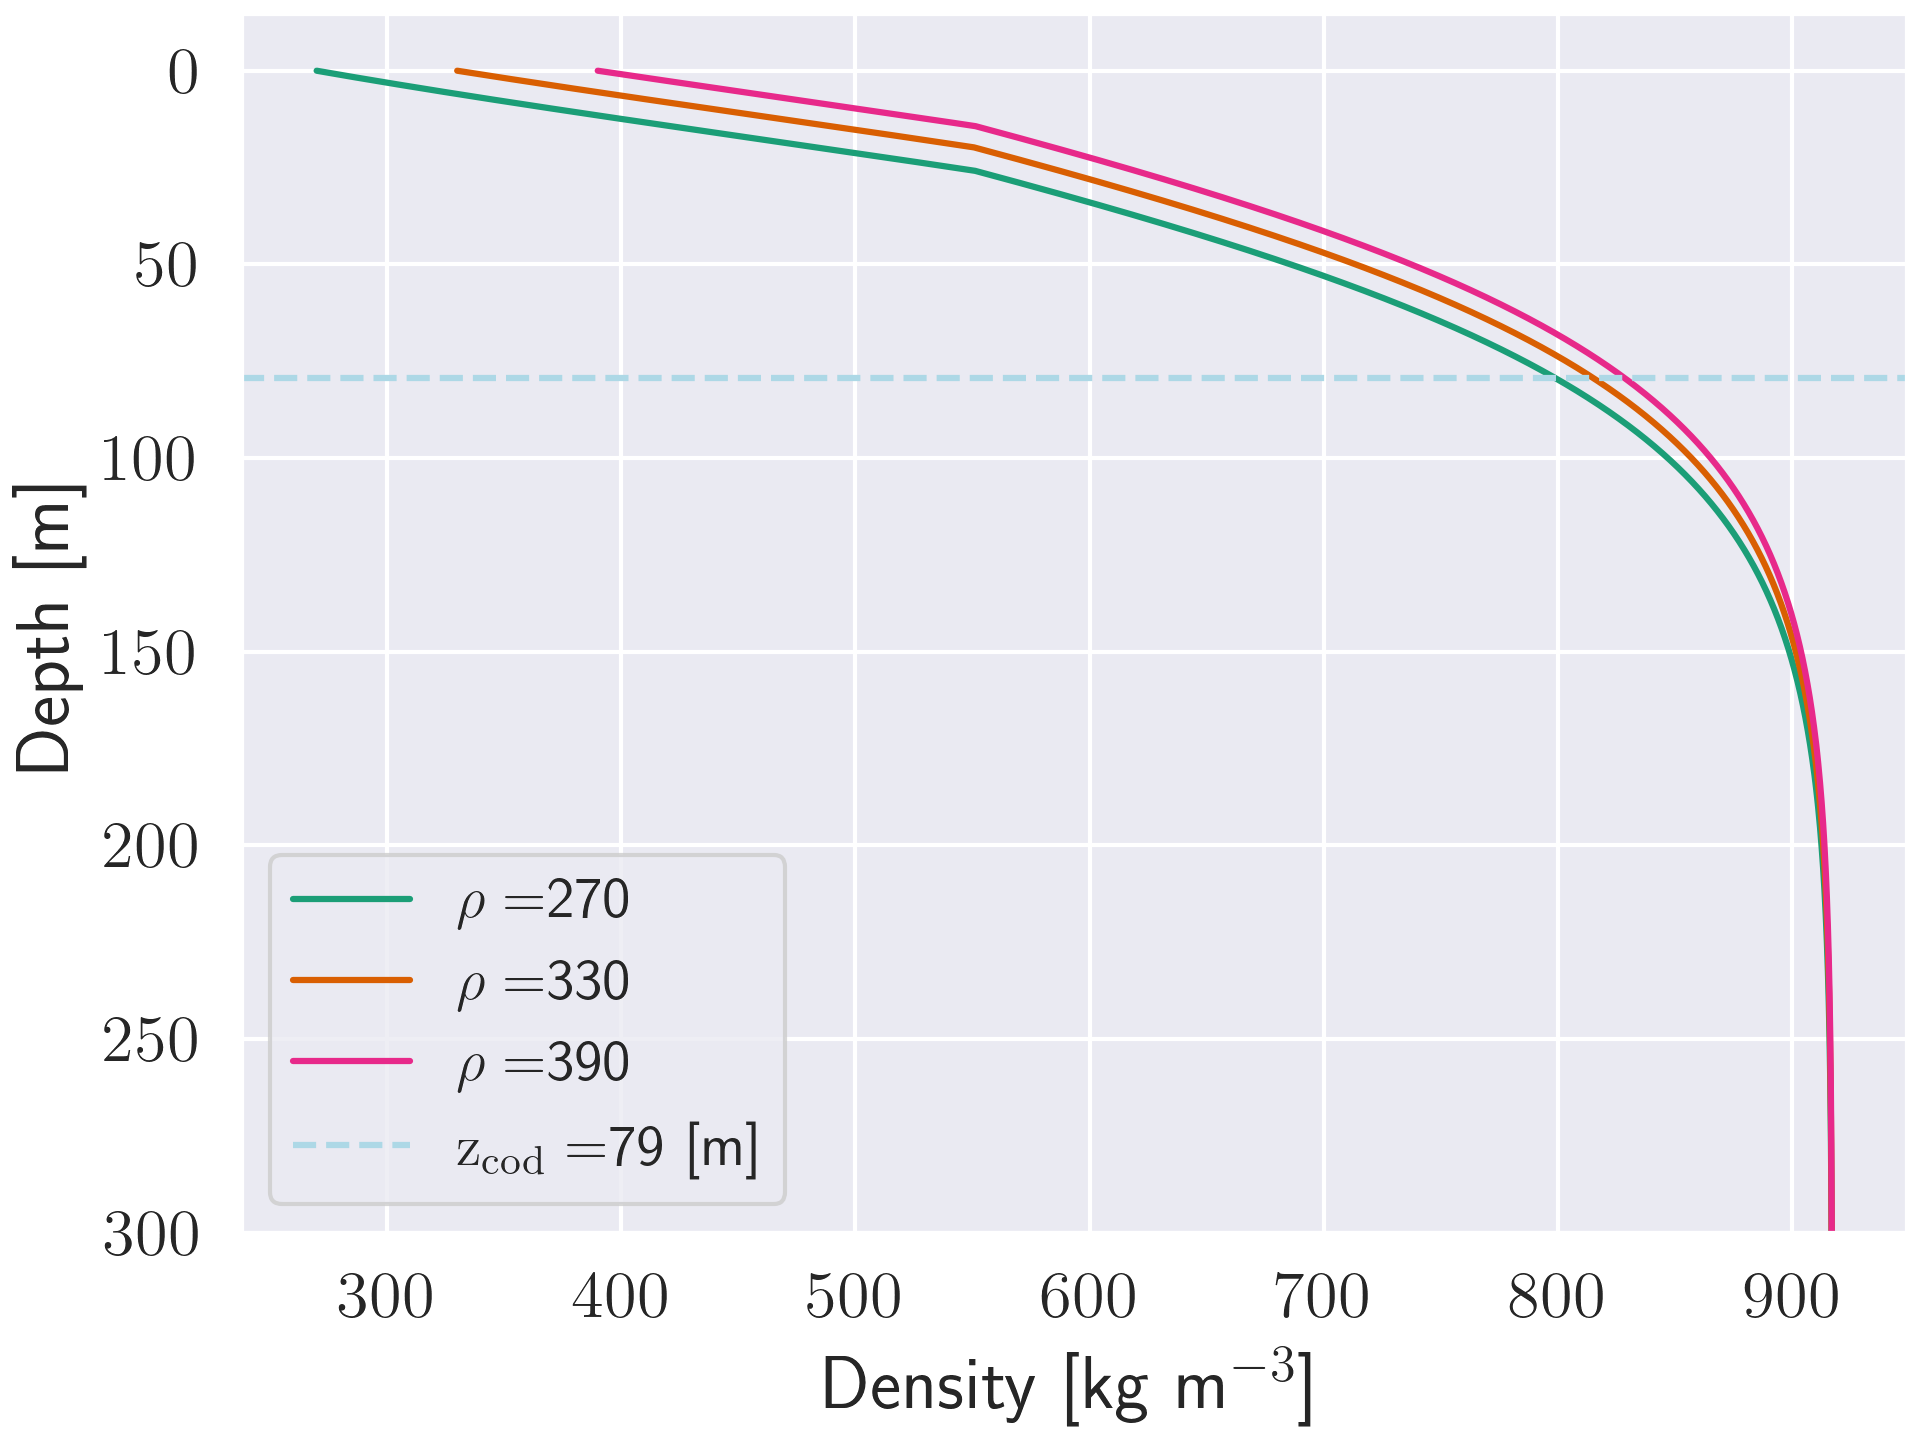 0
50
100
150
200
250
300
Depth [m]
ρ =270
ρ =330
ρ =390
z_cod =79 [m]
300 400 500 600 700 800 900
Density [kg m⁻³]